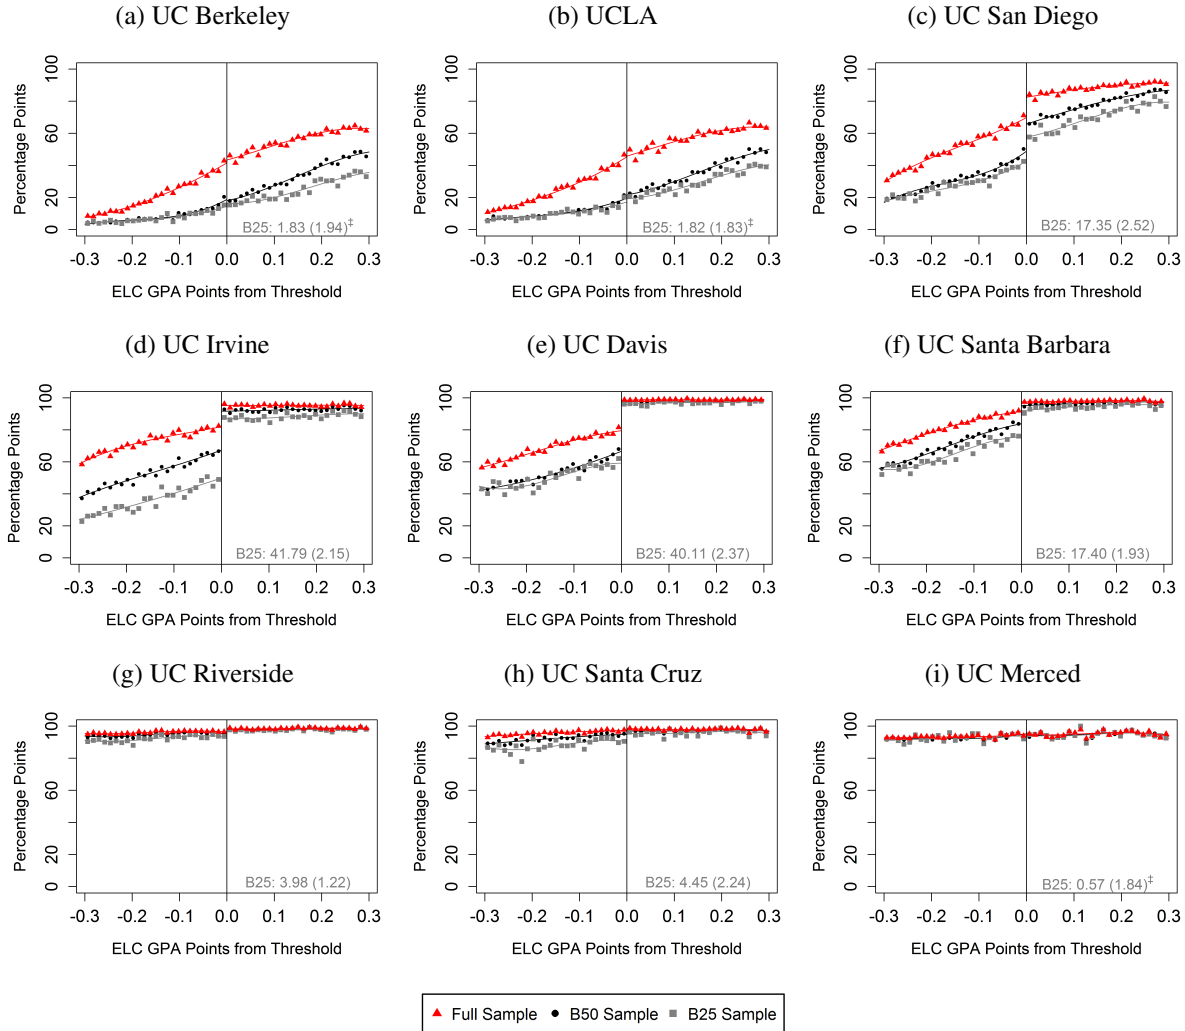 (a) UC Berkeley
Percentage Points
100
60
20
0
B25: 1.83 (1.94)‡
-0.3 -0.2 -0.1 0.0 0.1 0.2 0.3
ELC GPA Points from Threshold
(b) UCLA
Percentage Points
100
60
20
0
B25: 1.82 (1.83)‡
-0.3 -0.2 -0.1 0.0 0.1 0.2 0.3
ELC GPA Points from Threshold
(c) UC San Diego
Percentage Points
100
60
20
0
B25: 17.35 (2.52)
-0.3 -0.2 -0.1 0.0 0.1 0.2 0.3
ELC GPA Points from Threshold
(d) UC Irvine
Percentage Points
100
60
20
0
B25: 41.79 (2.15)
-0.3 -0.2 -0.1 0.0 0.1 0.2 0.3
ELC GPA Points from Threshold
(e) UC Davis
Percentage Points
100
60
20
0
B25: 40.11 (2.37)
-0.3 -0.2 -0.1 0.0 0.1 0.2 0.3
ELC GPA Points from Threshold
(f) UC Santa Barbara
Percentage Points
100
60
20
0
B25: 17.40 (1.93)
-0.3 -0.2 -0.1 0.0 0.1 0.2 0.3
ELC GPA Points from Threshold
(g) UC Riverside
Percentage Points
100
60
20
0
B25: 3.98 (1.22)
-0.3 -0.2 -0.1 0.0 0.1 0.2 0.3
ELC GPA Points from Threshold
(h) UC Santa Cruz
Percentage Points
100
60
20
0
B25: 4.45 (2.24)
-0.3 -0.2 -0.1 0.0 0.1 0.2 0.3
ELC GPA Points from Threshold
(i) UC Merced
Percentage Points
100
60
20
0
B25: 0.57 (1.84)‡
-0.3 -0.2 -0.1 0.0 0.1 0.2 0.3
ELC GPA Points from Threshold
Full Sample B50 Sample B25 Sample